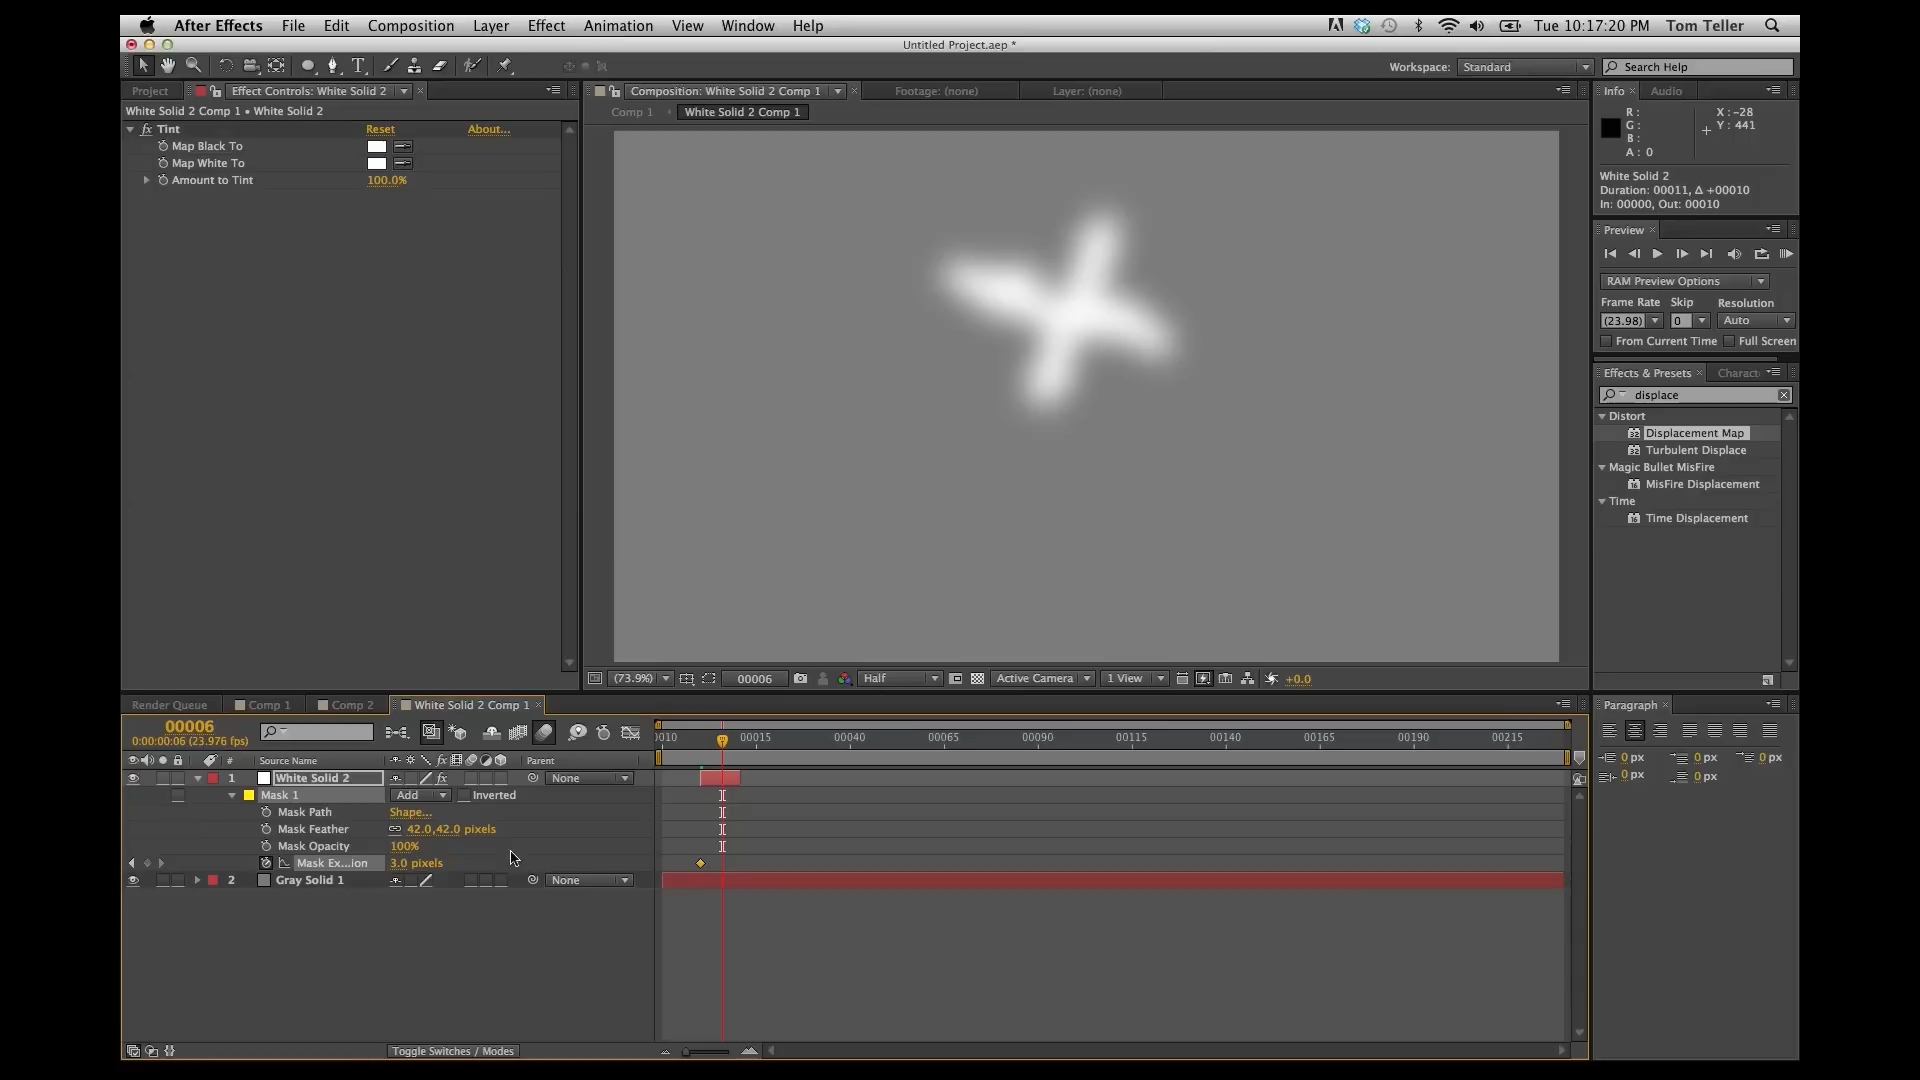 After Effects File Edit Composition Layer Effect Animation View Window Help Tue 10:17:20 PM Tom Teller
Untitled Project.aep *
Workspace: Standard Search Help
Project Effect Controls: White Solid 2 Composition: White Solid 2 Comp 1 Footage: (none) Layer: (none) Info Audio
White Solid 2 Comp 1 • White Solid 2 Comp 1 White Solid 2 Comp 1
R: X: -28
G: Y: 441
B:
A: 0
fx Tint Reset About...
Map Black To
Map White To
Amount to Tint 100.0%
White Solid 2
Duration: 00011, Δ +00010
In: 00000, Out: 00010
Preview
RAM Preview Options
Frame Rate Skip Resolution
(23.98) 0 Auto
From Current Time Full Screen
Effects & Presets Charact
displace
Distort
32 Displacement Map
32 Turbulent Displace
Magic Bullet MisFire
16 MisFire Displacement
Time
16 Time Displacement
(73.9%) 00006 Half Active Camera 1 View +0.0
Render Queue Comp 1 Comp 2 White Solid 2 Comp 1 Paragraph
00006
0:00:00:06 (23.976 fps)
0010 00015 00040 00065 00090 00115 00140 00165 00190 00215
# Source Name fx Parent
1 White Solid 2 fx None
Mask 1 Add Inverted
Mask Path Shape...
Mask Feather 42.0,42.0 pixels
Mask Opacity 100%
Mask Ex...ion 3.0 pixels
2 Gray Solid 1 None
Toggle Switches / Modes
0 px 0 px 0 px
0 px 0 px